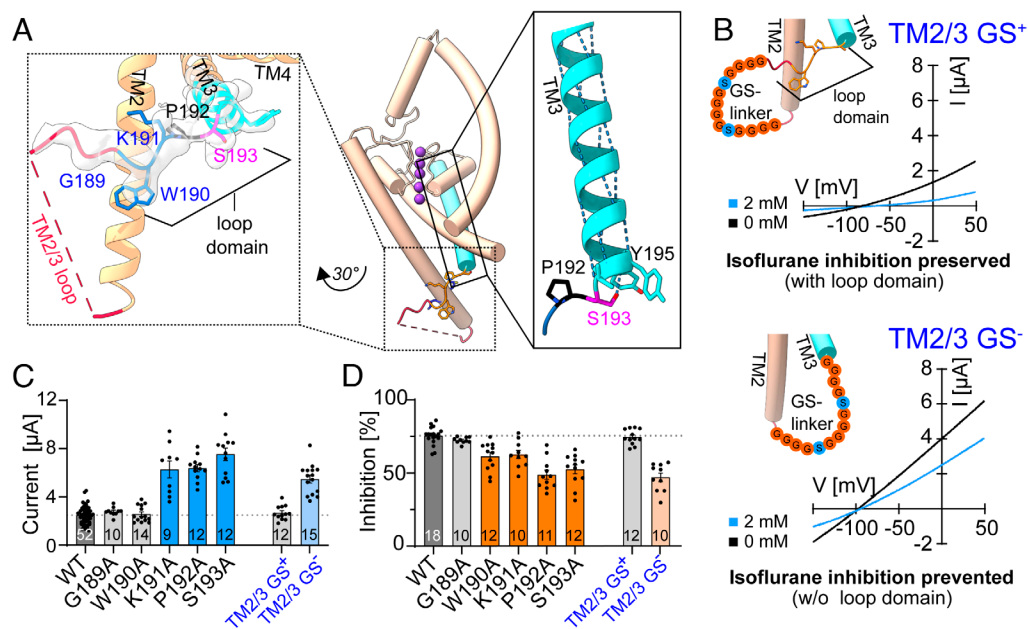 A
TM2
TM3
TM4
P192
K191
S193
G189
W190
loop
domain
TM2/3 loop
30°
TM3
Y195
P192
S193
B
TM2/3 GS+
TM2
TM3
GGGGSGGGGSGGGG
GS-
linker
loop
domain
I [µA]
8
6
4
2
-2
V [mV]
-100
-50
50
2 mM
0 mM
Isoflurane inhibition preserved
(with loop domain)
TM2/3 GS-
TM2
TM3
GGGGSGGGGSGGGG
GS-
linker
I [µA]
8
6
4
2
-2
V [mV]
-100
-50
50
2 mM
0 mM
Isoflurane inhibition prevented
(w/o loop domain)
C
Current [µA]
12
8
4
0
52
10
14
9
12
12
12
15
WT
G189A
W190A
K191A
P192A
S193A
TM2/3 GS+
TM2/3 GS-
D
Inhibition [%]
100
50
0
18
10
12
10
11
12
12
10
WT
G189A
W190A
K191A
P192A
S193A
TM2/3 GS+
TM2/3 GS-